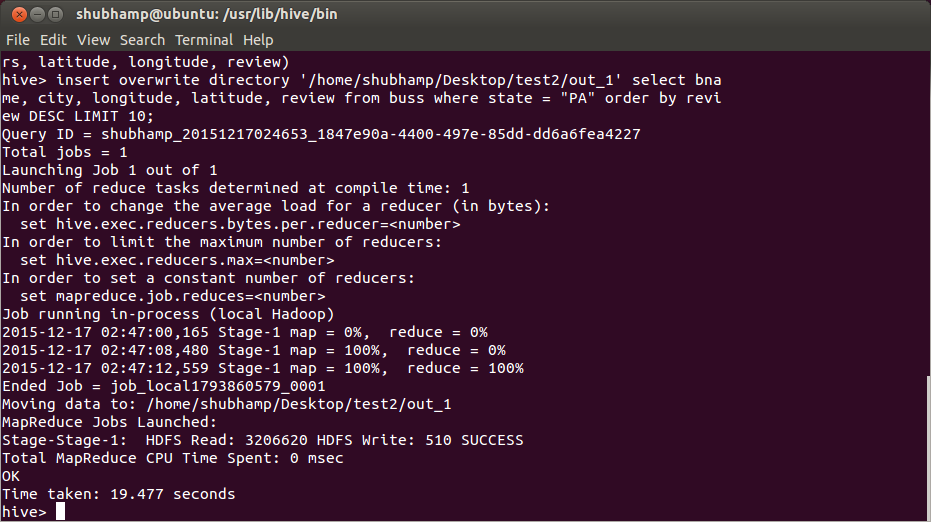 shubhamp@ubuntu: /usr/lib/hive/bin
File Edit View Search Terminal Help
rs, latitude, longitude, review)
hive> insert overwrite directory '/home/shubhamp/Desktop/test2/out_1' select bna
me, city, longitude, latitude, review from buss where state = "PA" order by revi
ew DESC LIMIT 10;
Query ID = shubhamp_20151217024653_1847e90a-4400-497e-85dd-dd6a6fea4227
Total jobs = 1
Launching Job 1 out of 1
Number of reduce tasks determined at compile time: 1
In order to change the average load for a reducer (in bytes):
  set hive.exec.reducers.bytes.per.reducer=<number>
In order to limit the maximum number of reducers:
  set hive.exec.reducers.max=<number>
In order to set a constant number of reducers:
  set mapreduce.job.reduces=<number>
Job running in-process (local Hadoop)
2015-12-17 02:47:00,165 Stage-1 map = 0%,  reduce = 0%
2015-12-17 02:47:08,480 Stage-1 map = 100%,  reduce = 0%
2015-12-17 02:47:12,559 Stage-1 map = 100%,  reduce = 100%
Ended Job = job_local1793860579_0001
Moving data to: /home/shubhamp/Desktop/test2/out_1
MapReduce Jobs Launched:
Stage-Stage-1:  HDFS Read: 3206620 HDFS Write: 510 SUCCESS
Total MapReduce CPU Time Spent: 0 msec
OK
Time taken: 19.477 seconds
hive>